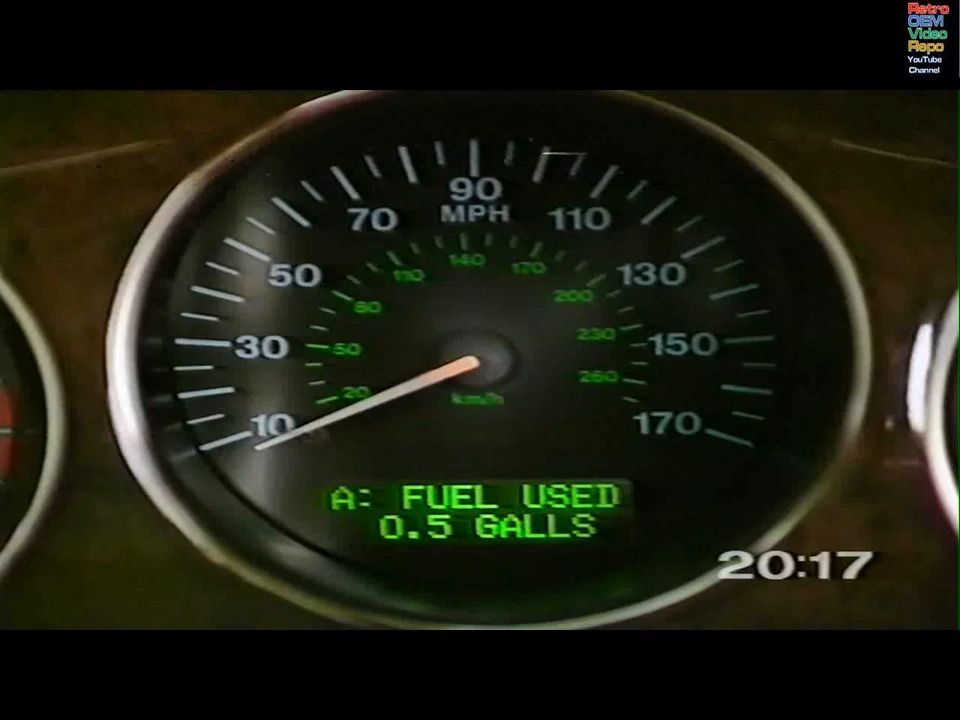 Retro
OEM
Video
Repo
YouTube
Channel
90
MPH
70
110
50
130
30
150
10
170
140
110
170
80
200
50
230
20
260
km/h
A: FUEL USED
0.5 GALLS
20:17